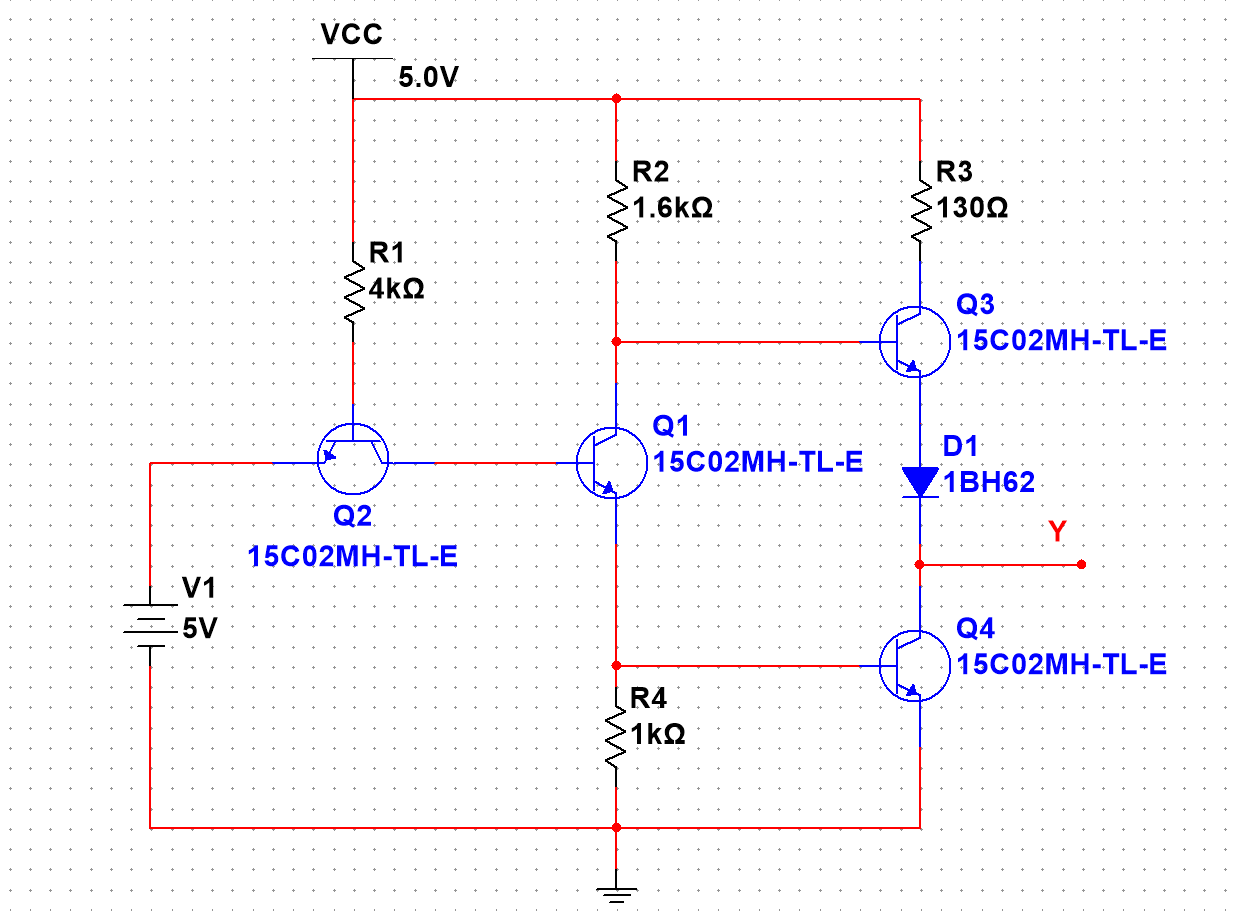 VCC
5.0V
R2
1.6kΩ
R3
130Ω
R1
4kΩ
Q3
15C02MH-TL-E
Q1
15C02MH-TL-E
D1
1BH62
Q2
15C02MH-TL-E
Y
V1
5V
Q4
15C02MH-TL-E
R4
1kΩ